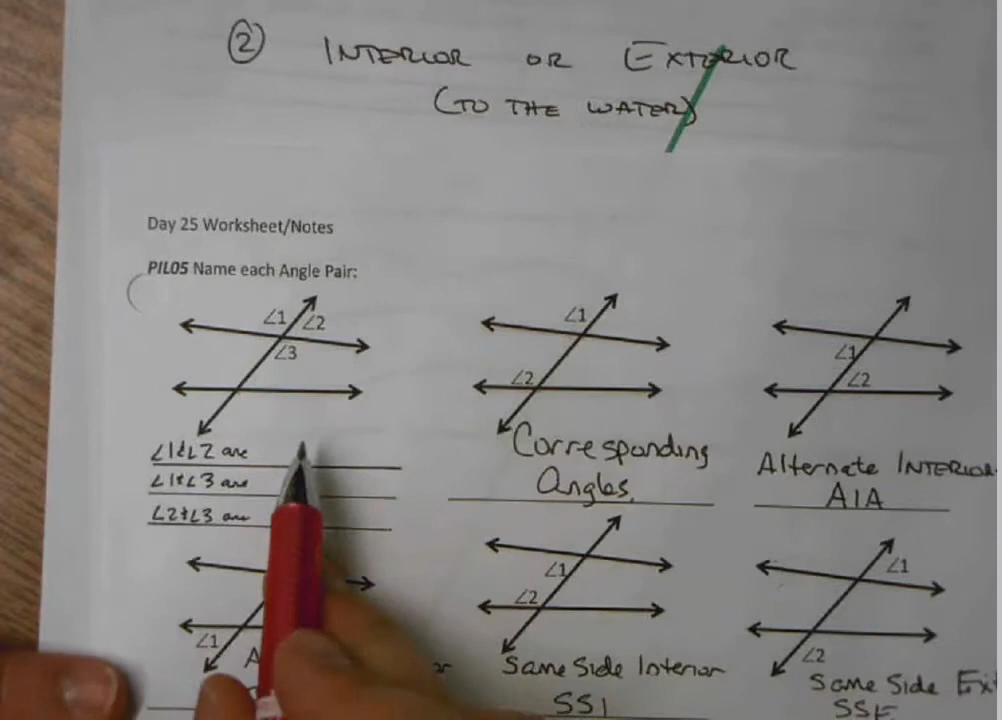 ② INTERIOR OR EXTERIOR
(TO THE WATER)
Day 25 Worksheet/Notes
PIL05 Name each Angle Pair:
∠1 ∠2
∠3
∠1
∠2
∠1
∠2
∠1&∠2 are
∠1&∠3 are
∠2&∠3 are
Corresponding
Angles
Alternate INTERIOR
AIA
∠1
∠1
∠2
∠1
∠2
Same Side Interior
SSI
Same Side Ext
SSE